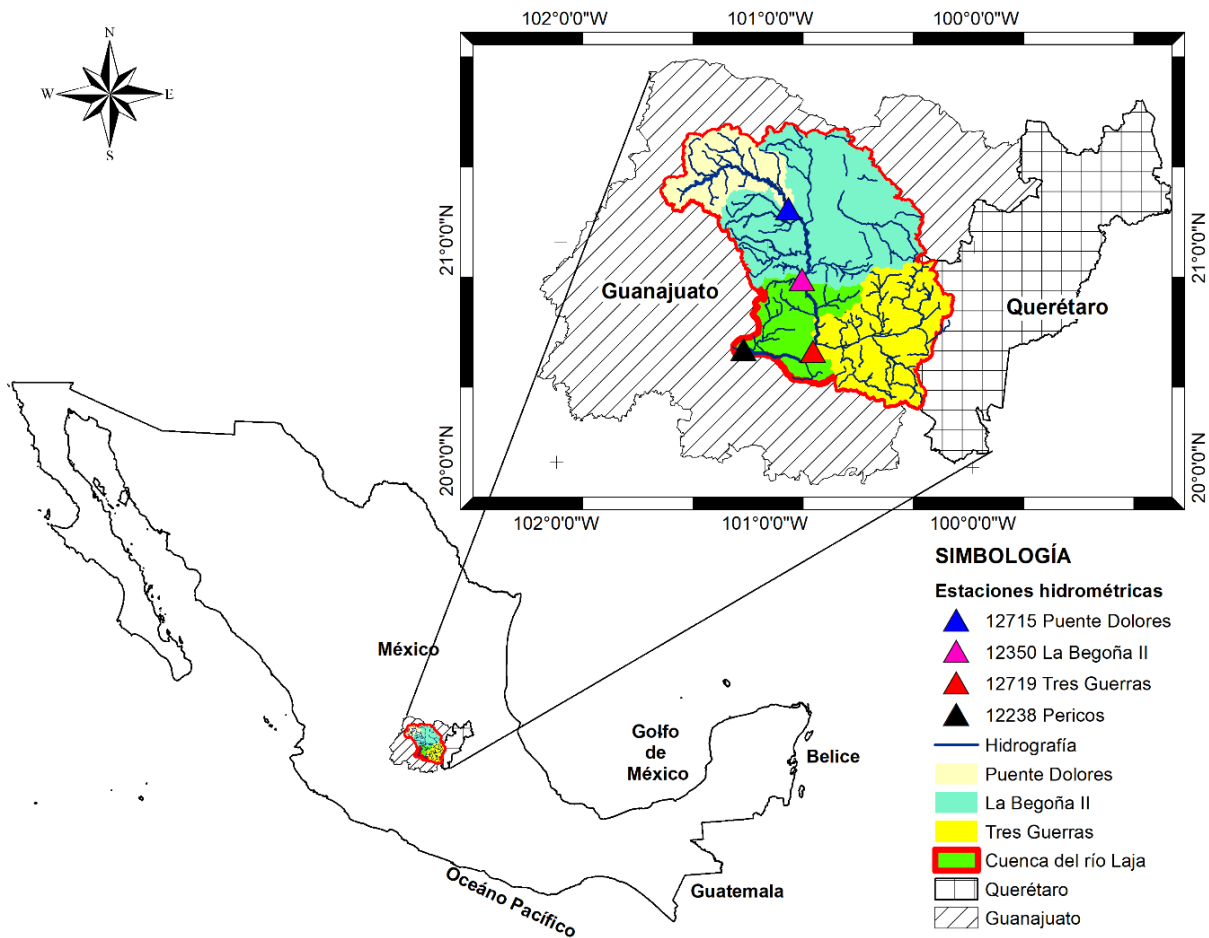 102°0'0"W 101°0'0"W 100°0'0"W
N
W E
S
21°0'0"N
21°0'0"N
Guanajuato
Querétaro
20°0'0"N
20°0'0"N
102°0'0"W 101°0'0"W 100°0'0"W
SIMBOLOGÍA
Estaciones hidrométricas
12715 Puente Dolores
12350 La Begoña II
12719 Tres Guerras
12238 Pericos
Hidrografía
Puente Dolores
La Begoña II
Tres Guerras
Cuenca del río Laja
Querétaro
Guanajuato
México
Golfo
de
México
Belice
Guatemala
Oceáno Pacífico